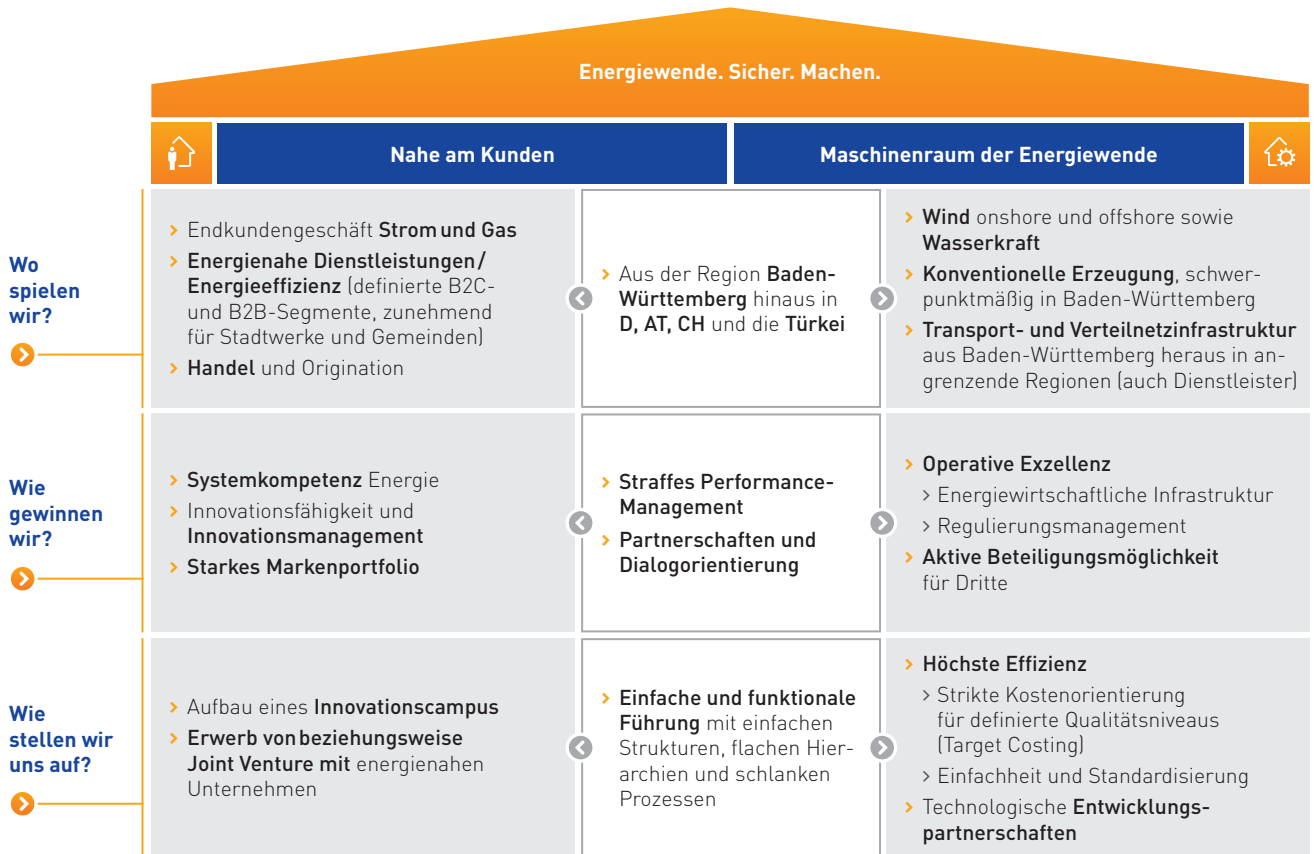 Energiewende. Sicher. Machen.
Nahe am Kunden
Maschinenraum der Energiewende
Wo
spielen
wir?
› Endkundengeschäft Strom und Gas
› Energienahe Dienstleistungen/
Energieeffizienz (definierte B2C-
und B2B-Segmente, zunehmend
für Stadtwerke und Gemeinden)
› Handel und Origination
› Aus der Region Baden-
Württemberg hinaus in
D, AT, CH und die Türkei
› Wind onshore und offshore sowie
Wasserkraft
› Konventionelle Erzeugung, schwer-
punktmäßig in Baden-Württemberg
› Transport- und Verteilnetzinfrastruktur
aus Baden-Württemberg heraus in an-
grenzende Regionen (auch Dienstleister)
Wie
gewinnen
wir?
› Systemkompetenz Energie
› Innovationsfähigkeit und
Innovationsmanagement
› Starkes Markenportfolio
› Straffes Performance-
Management
› Partnerschaften und
Dialogorientierung
› Operative Exzellenz
› Energiewirtschaftliche Infrastruktur
› Regulierungsmanagement
› Aktive Beteiligungsmöglichkeit
für Dritte
Wie
stellen wir
uns auf?
› Aufbau eines Innovationscampus
› Erwerb von beziehungsweise
Joint Venture mit energienahen
Unternehmen
› Einfache und funktionale
Führung mit einfachen
Strukturen, flachen Hier-
archien und schlanken
Prozessen
› Höchste Effizienz
› Strikte Kostenorientierung
für definierte Qualitätsniveaus
(Target Costing)
› Einfachheit und Standardisierung
› Technologische Entwicklungs-
partnerschaften